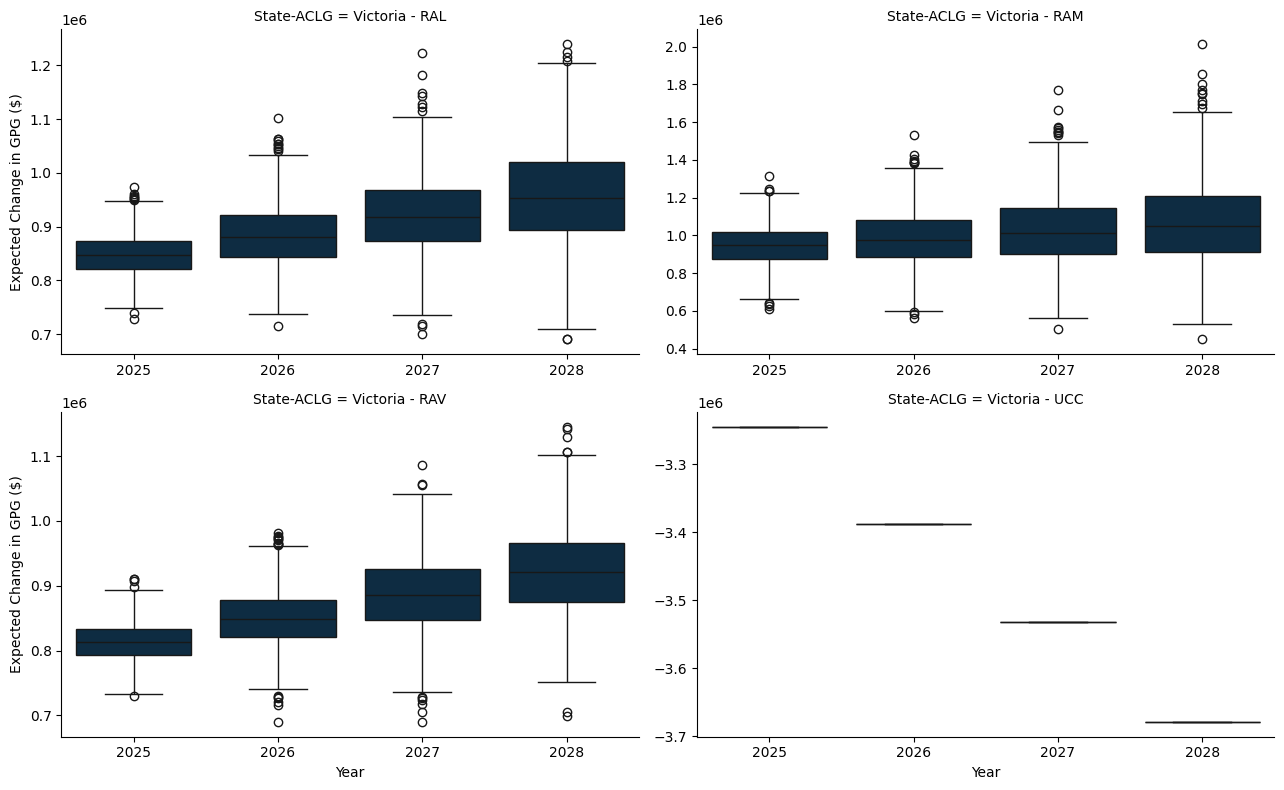 State-ACLG = Victoria - RAL
1e6
Expected Change in GPG ($)
1.2
1.1
1.0
0.9
0.8
0.7
2025 2026 2027 2028
State-ACLG = Victoria - RAM
1e6
2.0
1.8
1.6
1.4
1.2
1.0
0.8
0.6
0.4
2025 2026 2027 2028
State-ACLG = Victoria - RAV
1e6
Expected Change in GPG ($)
1.1
1.0
0.9
0.8
0.7
2025 2026 2027 2028
Year
State-ACLG = Victoria - UCC
1e6
−3.3
−3.4
−3.5
−3.6
−3.7
2025 2026 2027 2028
Year